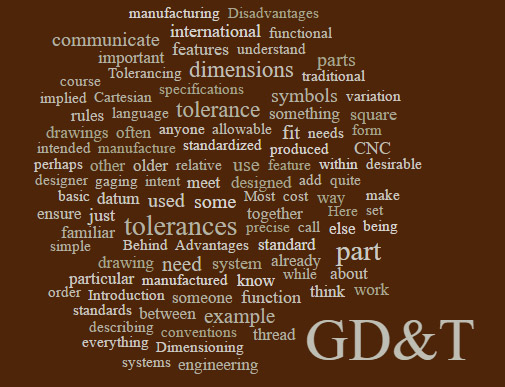 manufacturing Disadvantages
communicate international functional
important features understand
Tolerancing dimensions parts
course traditional
implied Cartesian specifications symbols variation
rules language tolerance something square
drawings often anyone allowable fit needs form
intended manufacture standardized produced CNC
perhaps other older relative use feature within desirable
designer gaging intent meet designed add quite
basic datum used some Most cost way make
ensure just together Here set
familiar tolerances precise call else being
simple Behind Advantages standard part
drawing need system already
particular manufactured know while about
order Introduction someone function think work
standards between example
describing conventions thread GD&T
everything Dimensioning
systems engineering